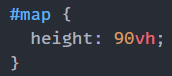 #map {
  height: 90vh;
}